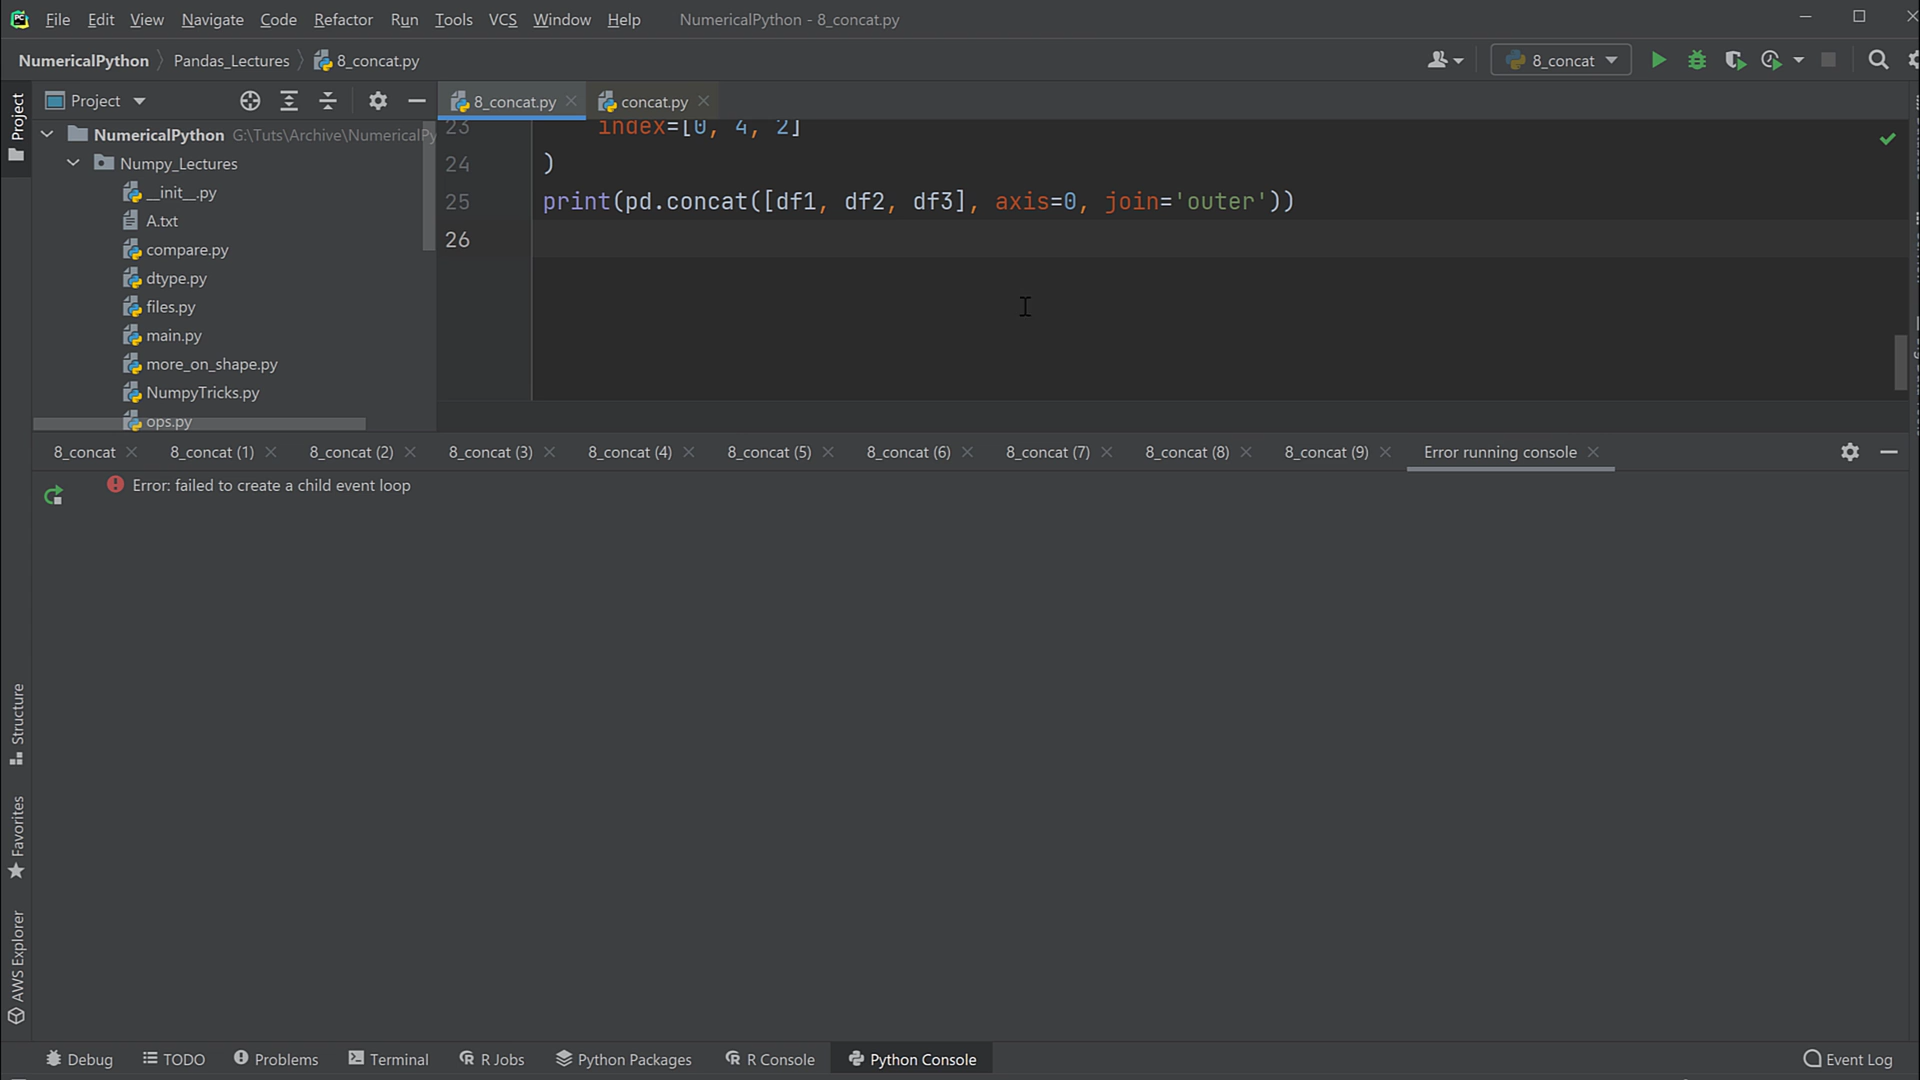 File Edit View Navigate Code Refactor Run Tools VCS Window Help NumericalPython - 8_concat.py
NumericalPython Pandas_Lectures 8_concat.py 8_concat
Project
Project
8_concat.py concat.py
NumericalPython G:\Tuts\Archive\NumericalPy
Numpy_Lectures
__init__.py
A.txt
compare.py
dtype.py
files.py
main.py
more_on_shape.py
NumpyTricks.py
ops.py
23 index=[0, 4, 2]
24 )
25 print(pd.concat([df1, df2, df3], axis=0, join='outer'))
26
8_concat 8_concat (1) 8_concat (2) 8_concat (3) 8_concat (4) 8_concat (5) 8_concat (6) 8_concat (7) 8_concat (8) 8_concat (9) Error running console
Error: failed to create a child event loop
Structure
Favorites
AWS Explorer
Debug TODO Problems Terminal R Jobs Python Packages R Console Python Console Event Log